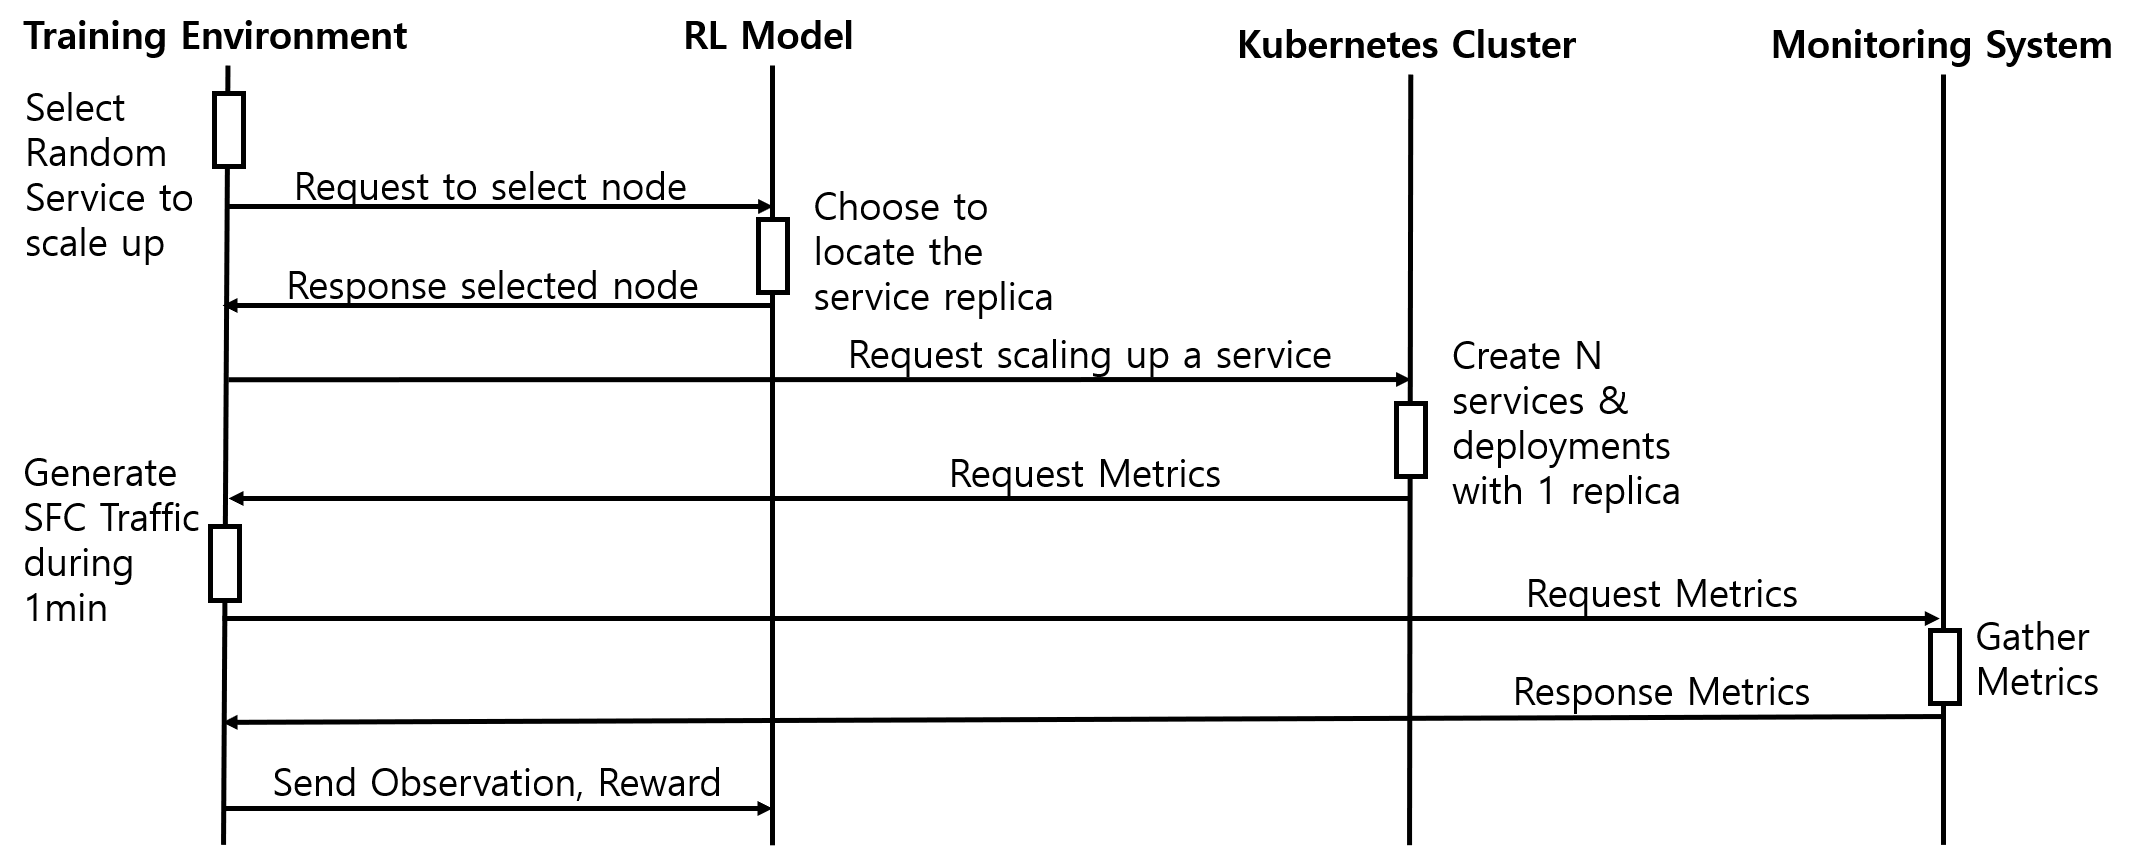 Training Environment
RL Model
Kubernetes Cluster
Monitoring System
Select
Random
Service to
scale up
Request to select node
Choose to
locate the
service replica
Response selected node
Request scaling up a service
Create N
services &
deployments
with 1 replica
Request Metrics
Generate
SFC Traffic
during
1min
Request Metrics
Gather
Metrics
Response Metrics
Send Observation, Reward